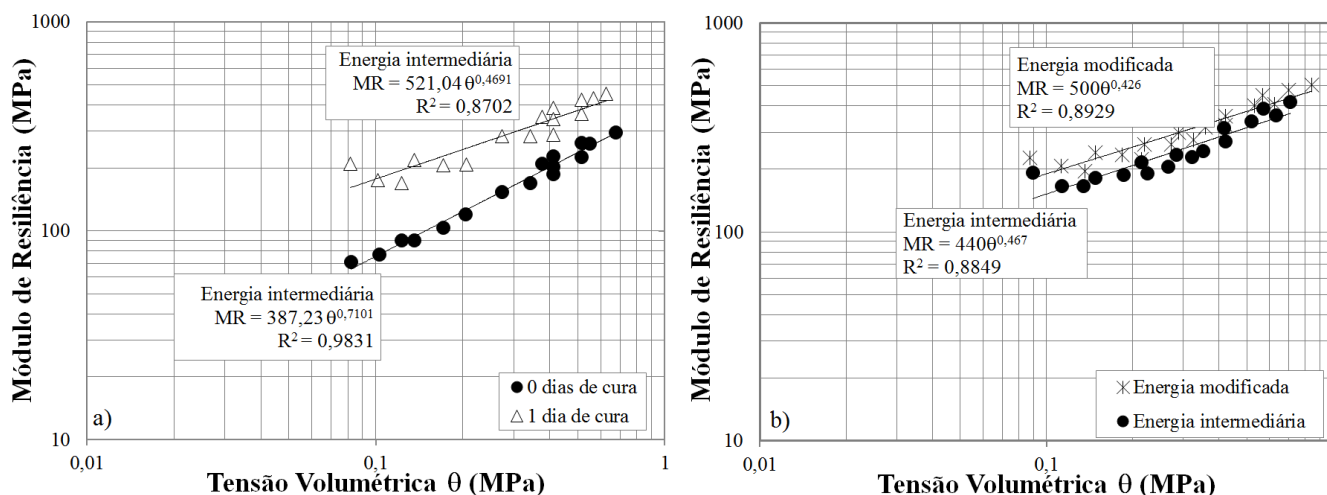 1000
100
10
Módulo de Resiliência (MPa)
Energia intermediária
MR = 521,04θ^0,4691
R² = 0,8702
Energia intermediária
MR = 387,23θ^0,7101
R² = 0,9831
0 dias de cura
1 dia de cura
a)
0,01
0,1
1
Tensão Volumétrica θ (MPa)
1000
100
10
Módulo de Resiliência (MPa)
Energia modificada
MR = 500θ^0,426
R² = 0,8929
Energia intermediária
MR = 440θ^0,467
R² = 0,8849
Energia modificada
Energia intermediária
b)
0,01
0,1
Tensão Volumétrica θ (MPa)